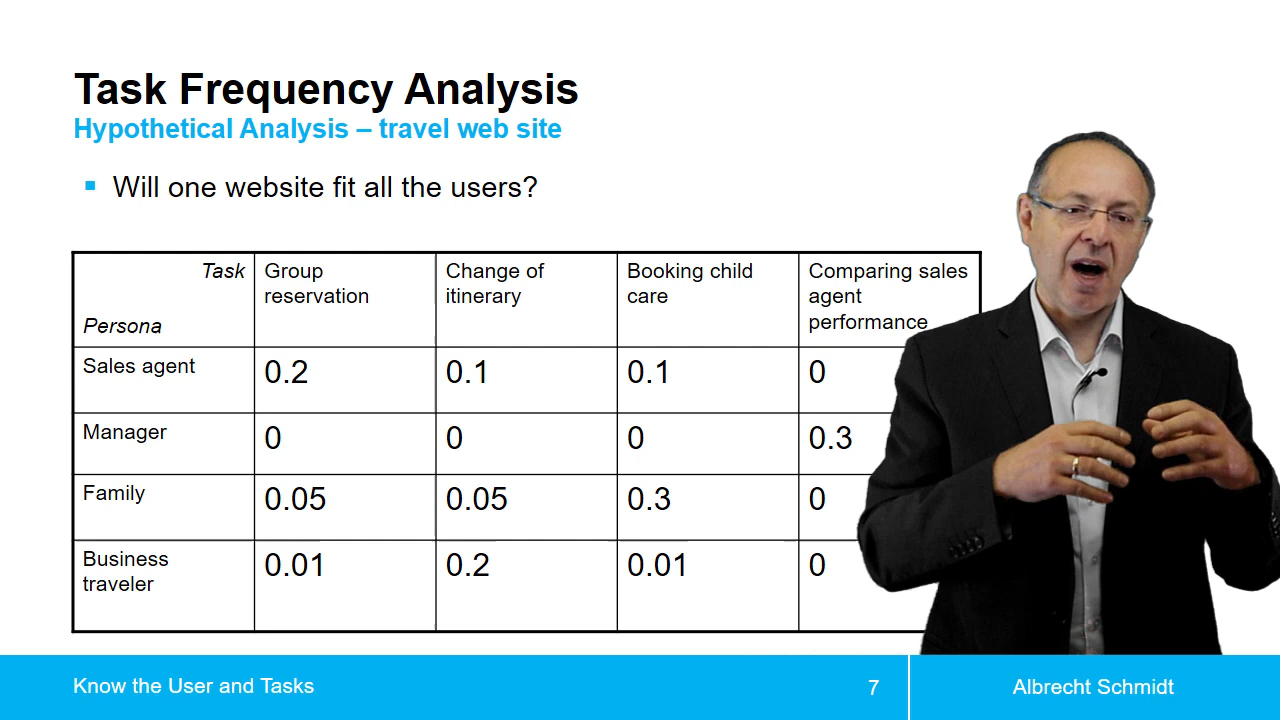 Task Frequency Analysis
Hypothetical Analysis – travel web site
▪ Will one website fit all the users?
Task
Persona
Group
reservation
Change of
itinerary
Booking child
care
Comparing sales
agent
performance
Sales agent 0.2 0.1 0.1 0
Manager 0 0 0 0.3
Family 0.05 0.05 0.3 0
Business
traveler 0.01 0.2 0.01 0
Know the User and Tasks 7 Albrecht Schmidt